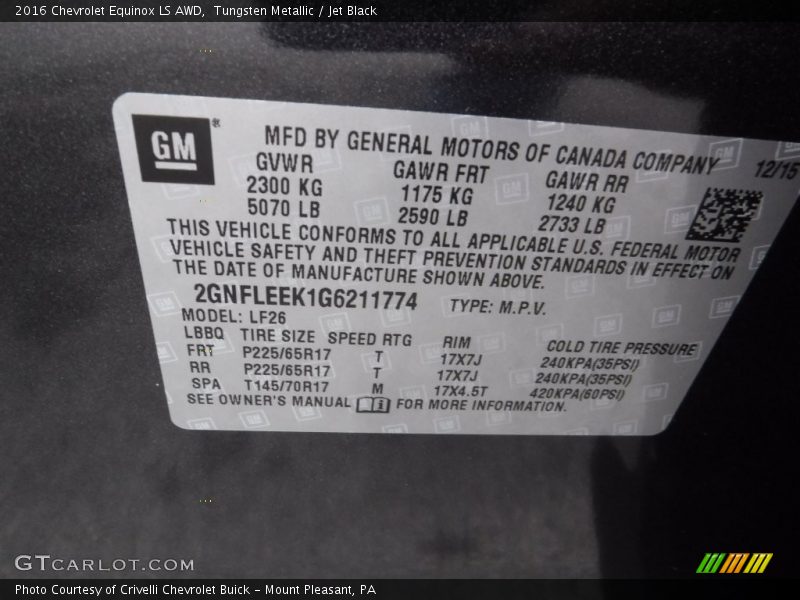 2016 Chevrolet Equinox LS AWD,  Tungsten Metallic / Jet Black
GM®
MFD BY GENERAL MOTORS OF CANADA COMPANY
12/15
GVWR GAWR FRT GAWR RR
2300 KG 1175 KG 1240 KG
5070 LB 2590 LB 2733 LB
THIS VEHICLE CONFORMS TO ALL APPLICABLE U.S. FEDERAL MOTOR
VEHICLE SAFETY AND THEFT PREVENTION STANDARDS IN EFFECT ON
THE DATE OF MANUFACTURE SHOWN ABOVE.
2GNFLEEK1G6211774 TYPE: M.P.V.
MODEL: LF26
LBBQ TIRE SIZE SPEED RTG RIM COLD TIRE PRESSURE
FRT P225/65R17 T 17X7J 240KPA(35PSI)
RR P225/65R17 T 17X7J 240KPA(35PSI)
SPA T145/70R17 M 17X4.5T 420KPA(60PSI)
SEE OWNER'S MANUAL FOR MORE INFORMATION.
GTCARLOT.COM
Photo Courtesy of Crivelli Chevrolet Buick – Mount Pleasant, PA